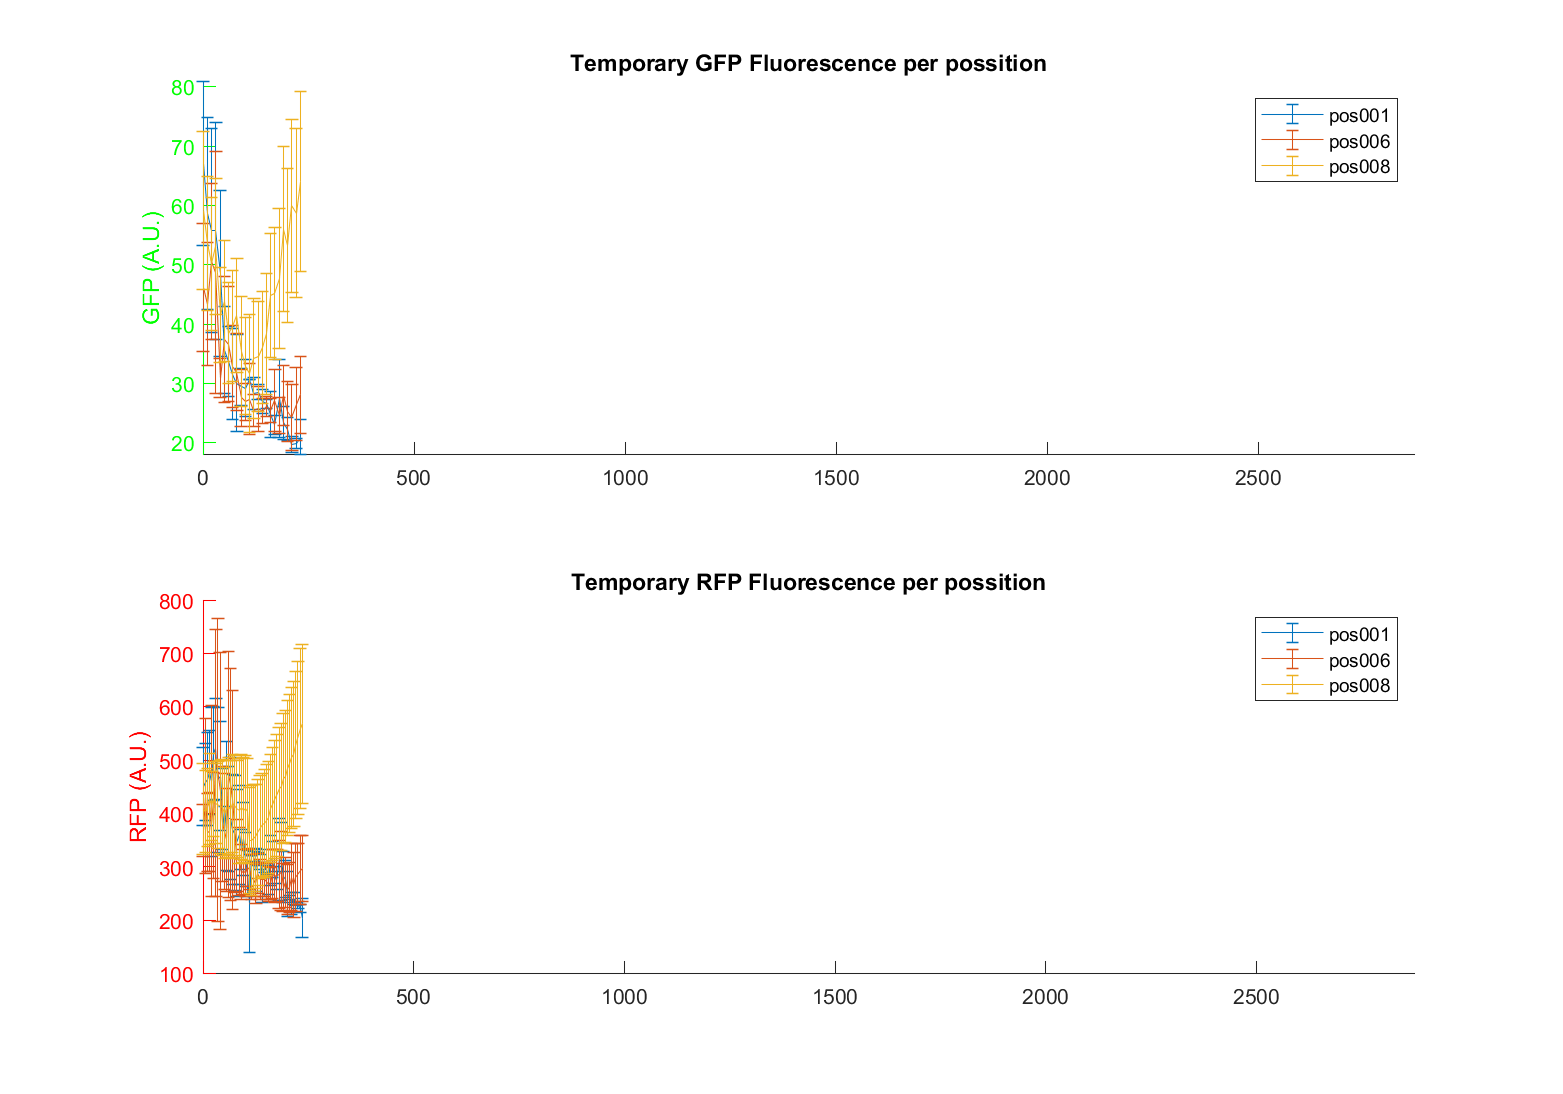 Temporary GFP Fluorescence per possition
80
70
60
50
40
30
20
GFP (A.U.)
0 500 1000 1500 2000 2500
pos001
pos006
pos008
Temporary RFP Fluorescence per possition
800
700
600
500
400
300
200
100
RFP (A.U.)
0 500 1000 1500 2000 2500
pos001
pos006
pos008